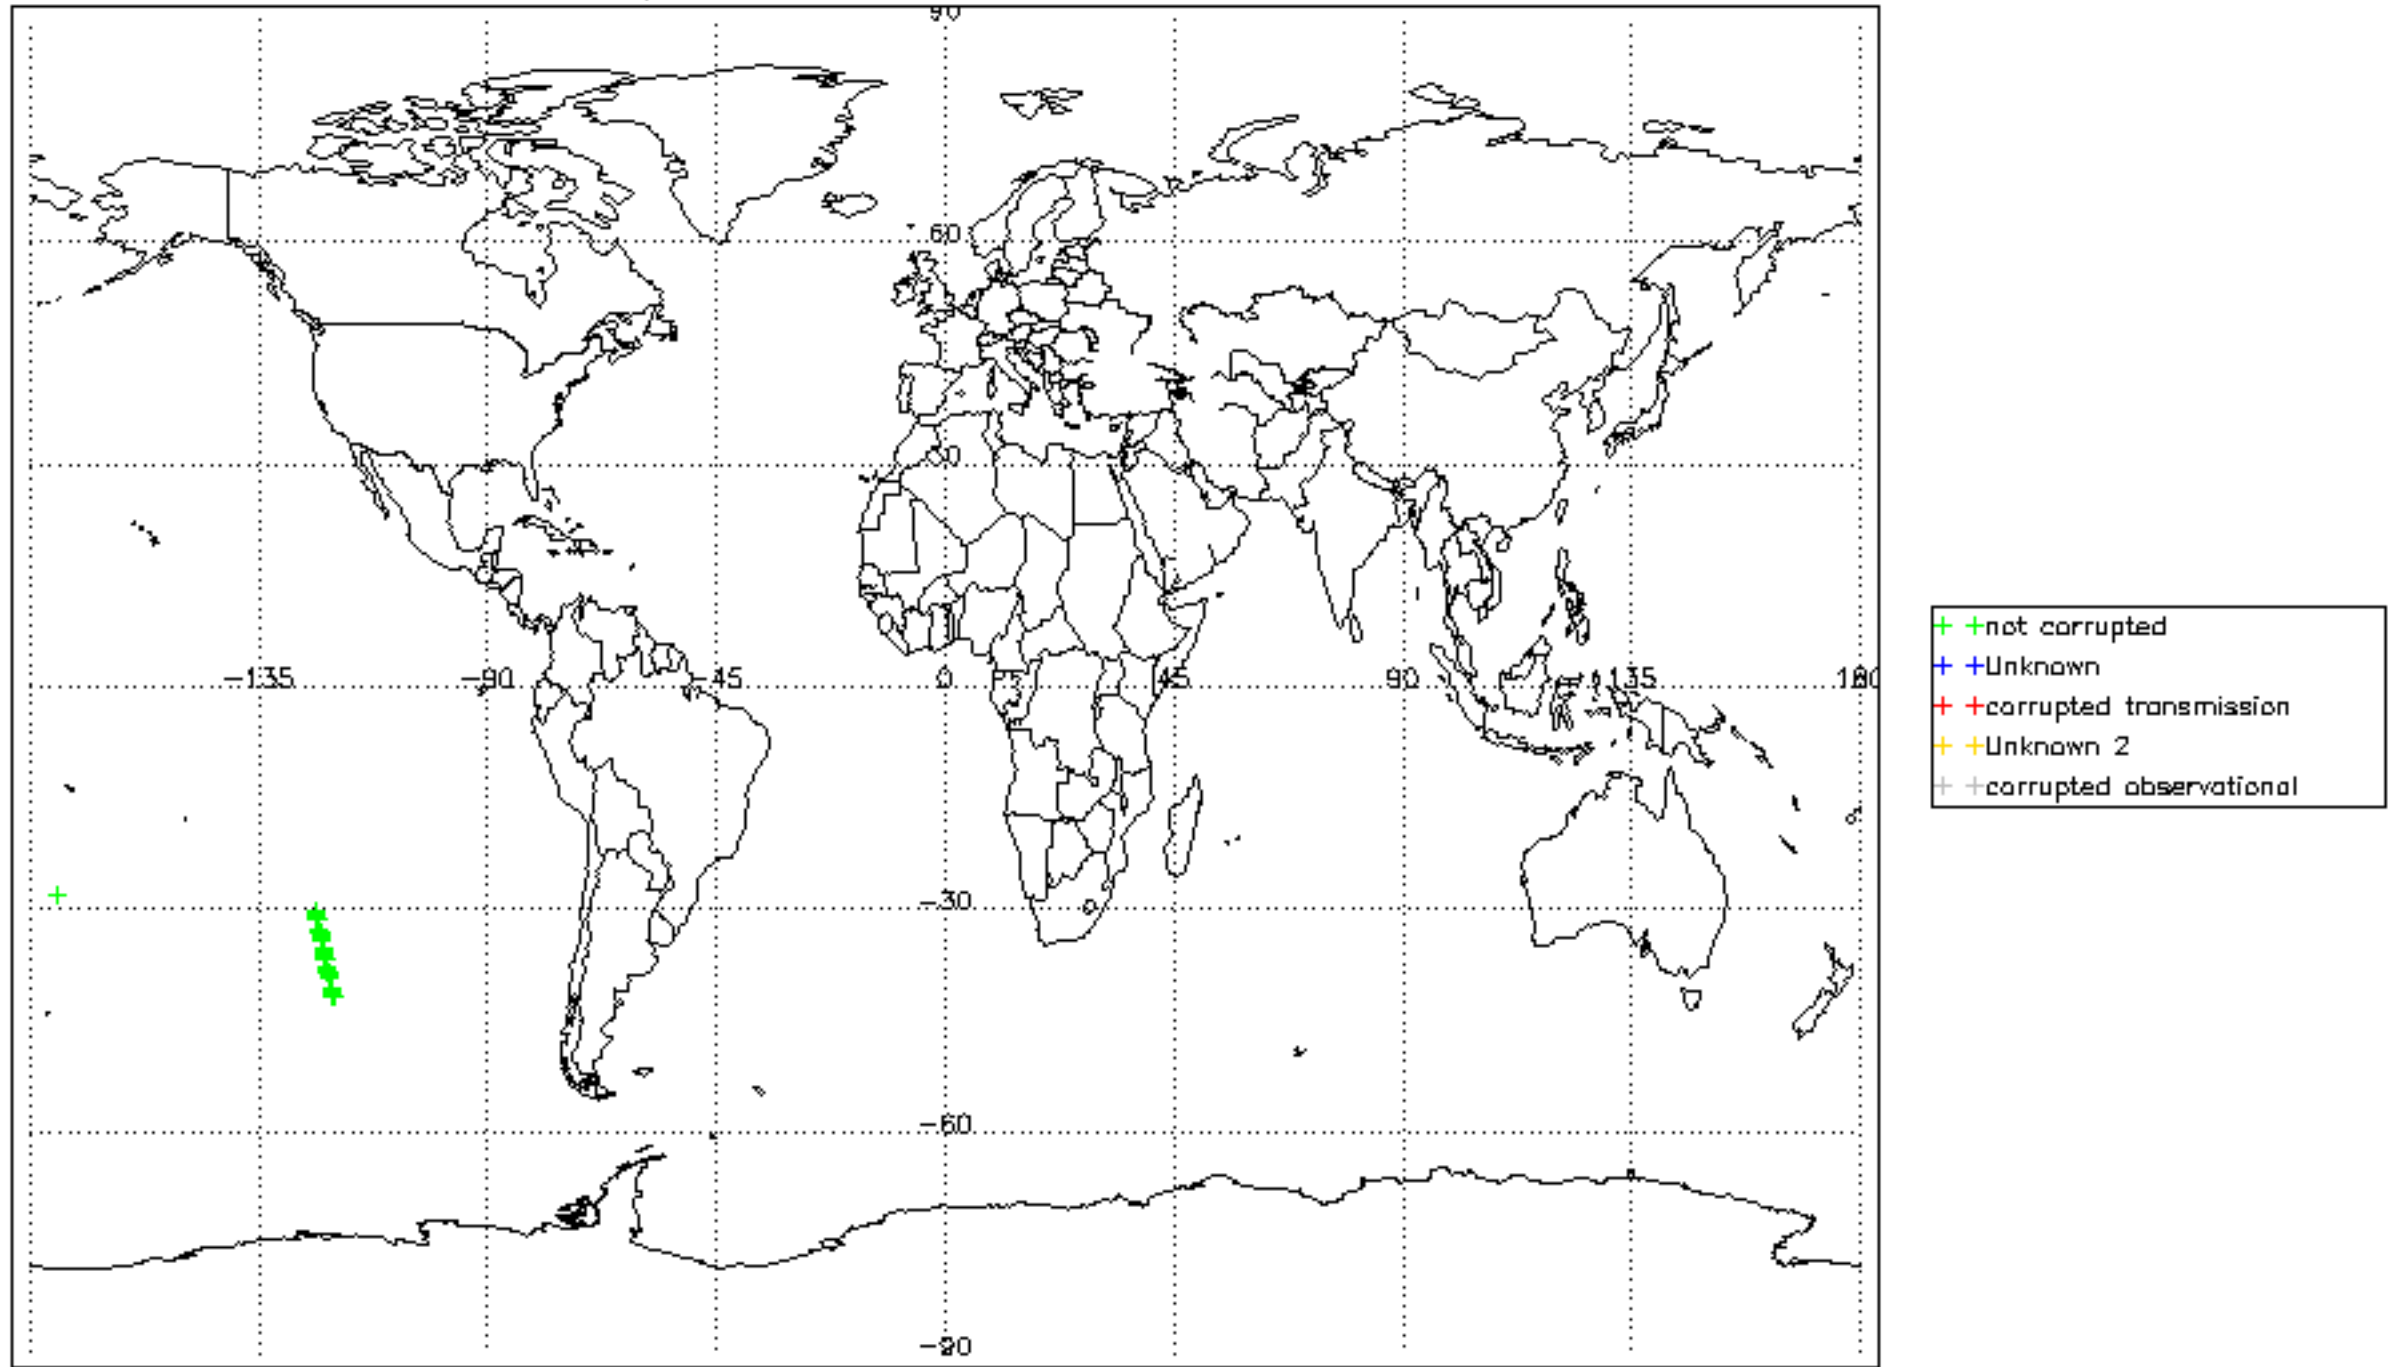 90
60
30
-135
-90
-45
0
45
90
135
180
-30
-60
-90
not corrupted
Unknown
corrupted transmission
Unknown 2
corrupted observational